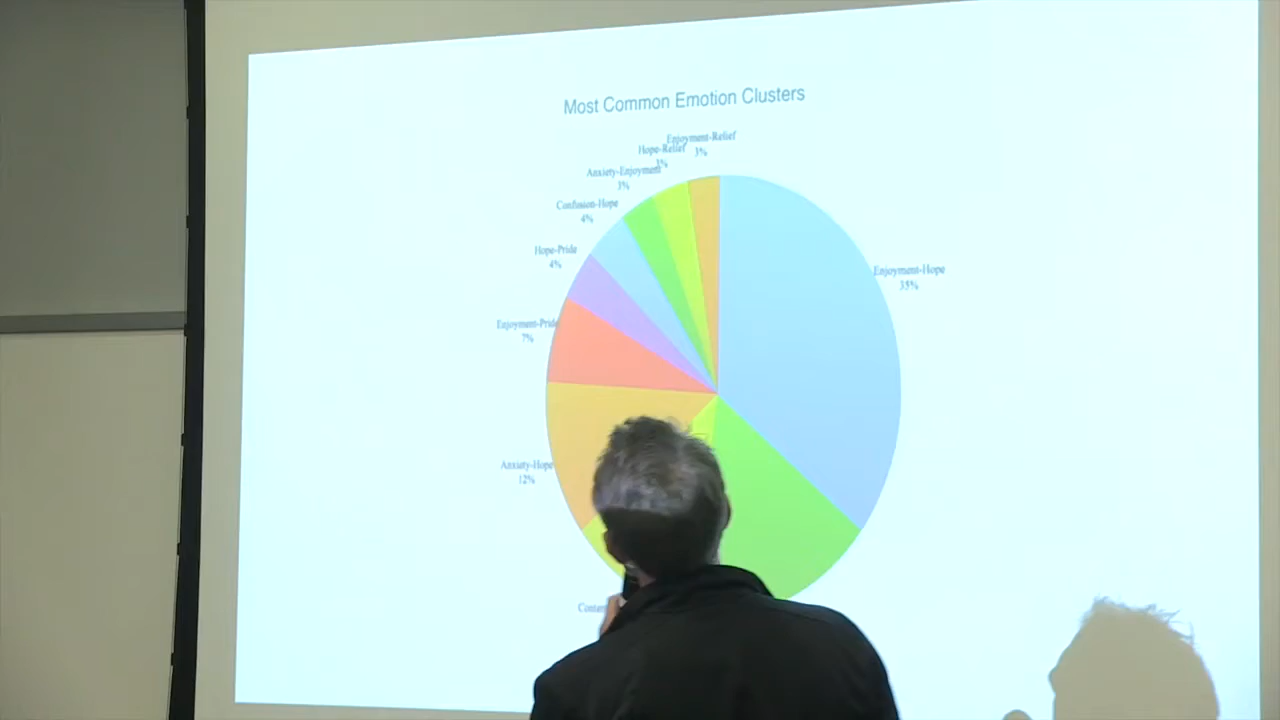 Most Common Emotion Clusters
Enjoyment-Relief
3%
Hope-Relief
3%
Anxiety-Enjoyment
3%
Confusion-Hope
4%
Hope-Pride
4%
Enjoyment-Hope
35%
Enjoyment-Pride
7%
Anxiety-Hope
12%